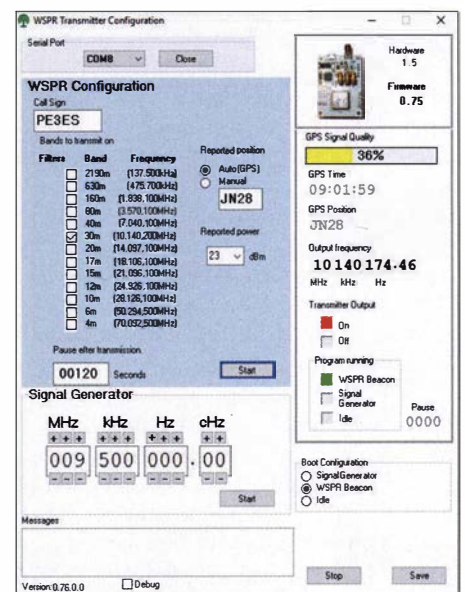 WSPR Transmitter Configuration
Serial Port
COM8
Close
WSPR Configuration
Call Sign
PE3ES
Bands to transmit on
Filters Band Frequency
2190m (137.500kHz)
630m (475.700kHz)
160m (1.838,100MHz)
80m (3.570,100MHz)
40m (7.040,100MHz)
30m (10.140,200MHz)
20m (14.097,100MHz)
17m (18.106,100MHz)
15m (21.096,100MHz)
12m (24.926,100MHz)
10m (28.126,100MHz)
6m (50.294,500MHz)
4m (70.092,500MHz)
Reported position
Auto(GPS)
Manual
JN28
Reported power
23 dBm
Pause after transmission
00120 Seconds
Start
Signal Generator
MHz kHz Hz cHz
+ + + + + + + + + + +
009 500 000 . 00
- - - - - - - - - - -
Start
Messages
Version:0.76.0.0
Debug
Hardware
1.5
Firmware
0.75
GPS Signal Quality
36%
GPS Time
09:01:59
GPS Position
JN28
Output frequency
10 140 174.46
MHz kHz Hz
Transmitter Output
On
Off
Program running
WSPR Beacon
Signal
Generator
Idle
Pause
0000
Boot Configuration
SignalGenerator
WSPR Beacon
Idle
Stop
Save